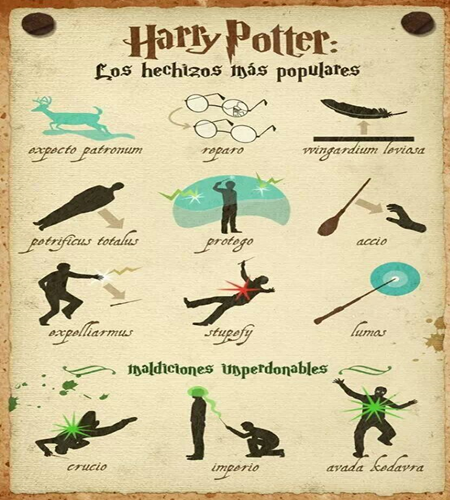 Harry Potter:
Los hechizos más populares
expecto patronum
reparo
wingardium leviosa
petrificus totalus
protego
accio
expelliarmus
stupefy
lumos
maldiciones imperdonables
crucio
imperio
avada kedavra